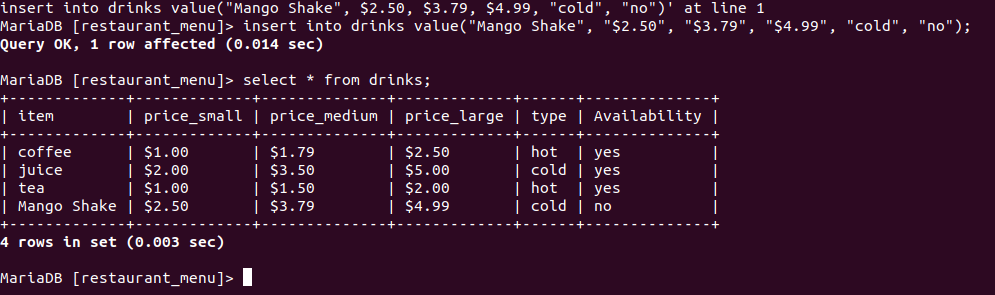 insert into drinks value("Mango Shake", $2.50, $3.79, $4.99, "cold", "no")' at line 1
MariaDB [restaurant_menu]> insert into drinks value("Mango Shake", "$2.50", "$3.79", "$4.99", "cold", "no");
Query OK, 1 row affected (0.014 sec)

MariaDB [restaurant_menu]> select * from drinks;
+-------------+-------------+--------------+-------------+------+--------------+
| item        | price_small | price_medium | price_large | type | Availability |
+-------------+-------------+--------------+-------------+------+--------------+
| coffee      | $1.00       | $1.79        | $2.50       | hot  | yes          |
| juice       | $2.00       | $3.50        | $5.00       | cold | yes          |
| tea         | $1.00       | $1.50        | $2.00       | hot  | yes          |
| Mango Shake | $2.50       | $3.79        | $4.99       | cold | no           |
+-------------+-------------+--------------+-------------+------+--------------+
4 rows in set (0.003 sec)

MariaDB [restaurant_menu]>